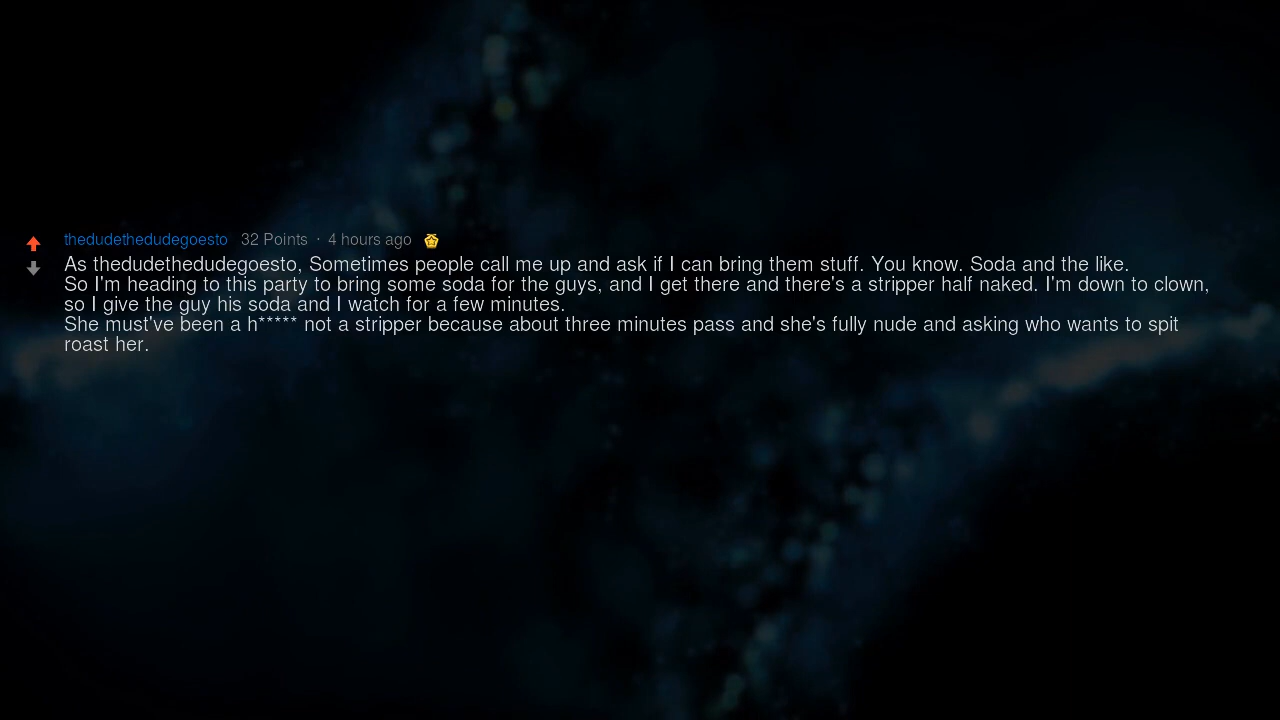 thedudethedudegoesto 32 Points · 4 hours ago
As thedudethedudegoesto, Sometimes people call me up and ask if I can bring them stuff. You know. Soda and the like.
So I'm heading to this party to bring some soda for the guys, and I get there and there's a stripper half naked. I'm down to clown,
so I give the guy his soda and I watch for a few minutes.
She must've been a h***** not a stripper because about three minutes pass and she's fully nude and asking who wants to spit
roast her.